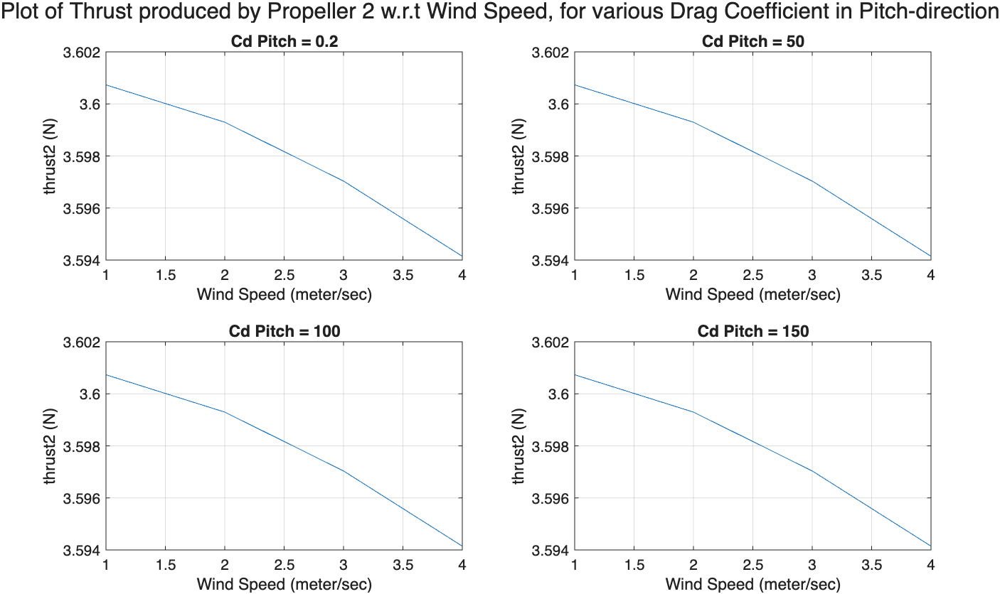 Plot of Thrust produced by Propeller 2 w.r.t Wind Speed, for various Drag Coefficient in Pitch-direction
Cd Pitch = 0.2
3.602
3.6
3.598
3.596
3.594
thrust2 (N)
1 1.5 2 2.5 3 3.5 4
Wind Speed (meter/sec)
Cd Pitch = 50
3.602
3.6
3.598
3.596
3.594
thrust2 (N)
1 1.5 2 2.5 3 3.5 4
Wind Speed (meter/sec)
Cd Pitch = 100
3.602
3.6
3.598
3.596
3.594
thrust2 (N)
1 1.5 2 2.5 3 3.5 4
Wind Speed (meter/sec)
Cd Pitch = 150
3.602
3.6
3.598
3.596
3.594
thrust2 (N)
1 1.5 2 2.5 3 3.5 4
Wind Speed (meter/sec)